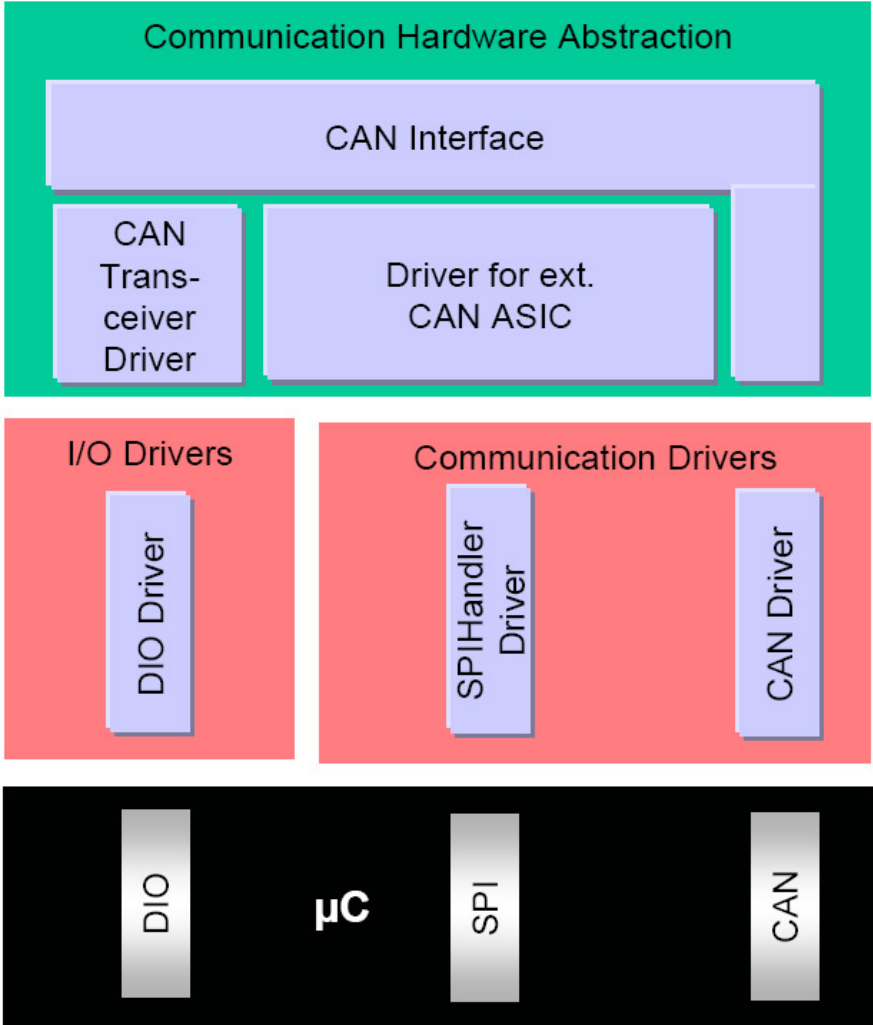 Communication Hardware Abstraction
CAN Interface
CAN
Trans-
ceiver
Driver
Driver for ext.
CAN ASIC
I/O Drivers
Communication Drivers
DIO Driver
SPIHandler
Driver
CAN Driver
DIO
µC
SPI
CAN